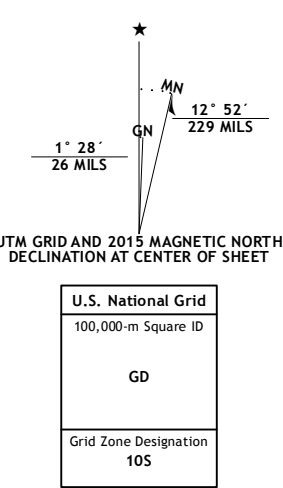 MN
GN
12° 52´
229 MILS
1° 28´
26 MILS
UTM GRID AND 2015 MAGNETIC NORTH
DECLINATION AT CENTER OF SHEET
U.S. National Grid
100,000-m Square ID
GD
Grid Zone Designation
10S